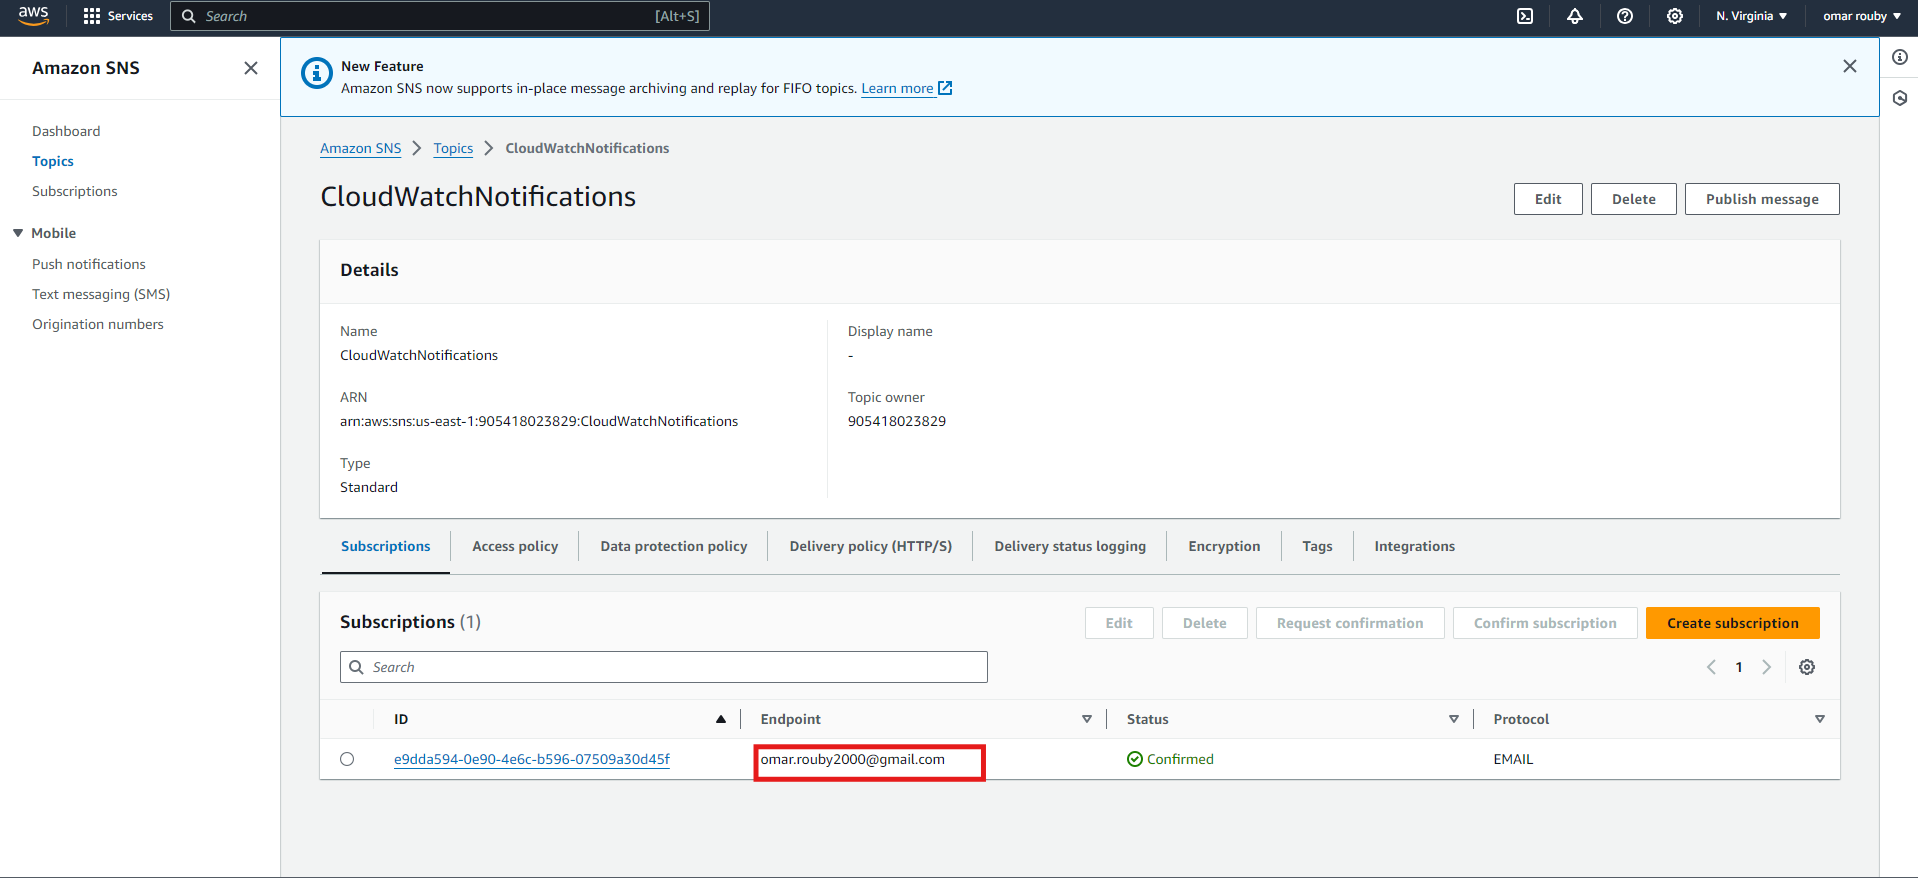 aws Services Search [Alt+S] N. Virginia omar rouby
Amazon SNS
Dashboard
Topics
Subscriptions
Mobile
Push notifications
Text messaging (SMS)
Origination numbers
New Feature
Amazon SNS now supports in-place message archiving and replay for FIFO topics. Learn more
Amazon SNS Topics CloudWatchNotifications
CloudWatchNotifications
Edit Delete Publish message
Details
Name
CloudWatchNotifications
ARN
arn:aws:sns:us-east-1:905418023829:CloudWatchNotifications
Type
Standard
Display name
-
Topic owner
905418023829
Subscriptions Access policy Data protection policy Delivery policy (HTTP/S) Delivery status logging Encryption Tags Integrations
Subscriptions (1)
Edit Delete Request confirmation Confirm subscription Create subscription
Search
1
ID Endpoint Status Protocol
e9dda594-0e90-4e6c-b596-07509a30d45f omar.rouby2000@gmail.com Confirmed EMAIL